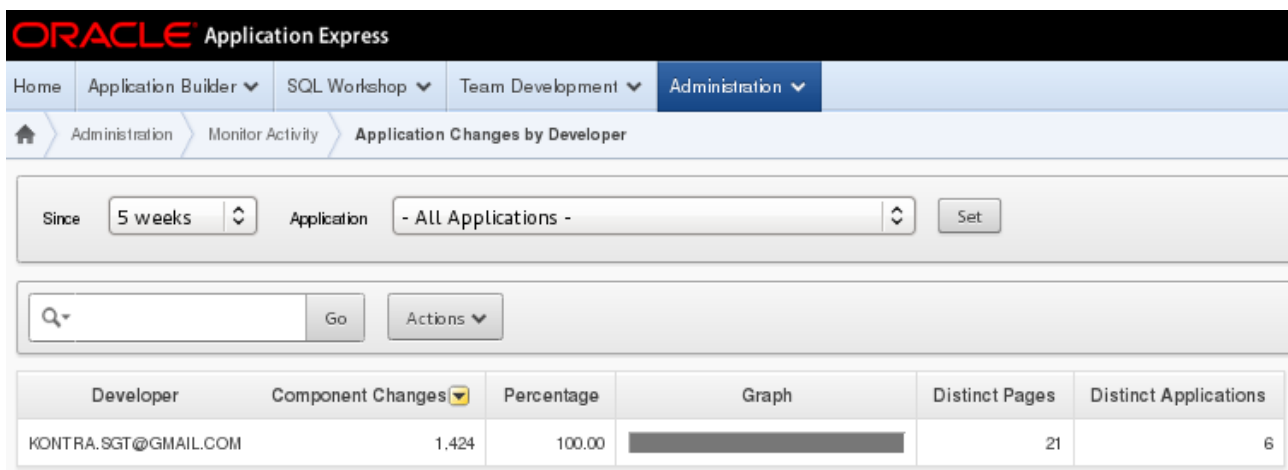 ORACLE Application Express
Home Application Builder SQL Workshop Team Development Administration
Administration Monitor Activity Application Changes by Developer
Since 5 weeks Application - All Applications - Set
Go Actions
Developer Component Changes Percentage Graph Distinct Pages Distinct Applications
KONTRA.SGT@GMAIL.COM 1,424 100.00 21 6